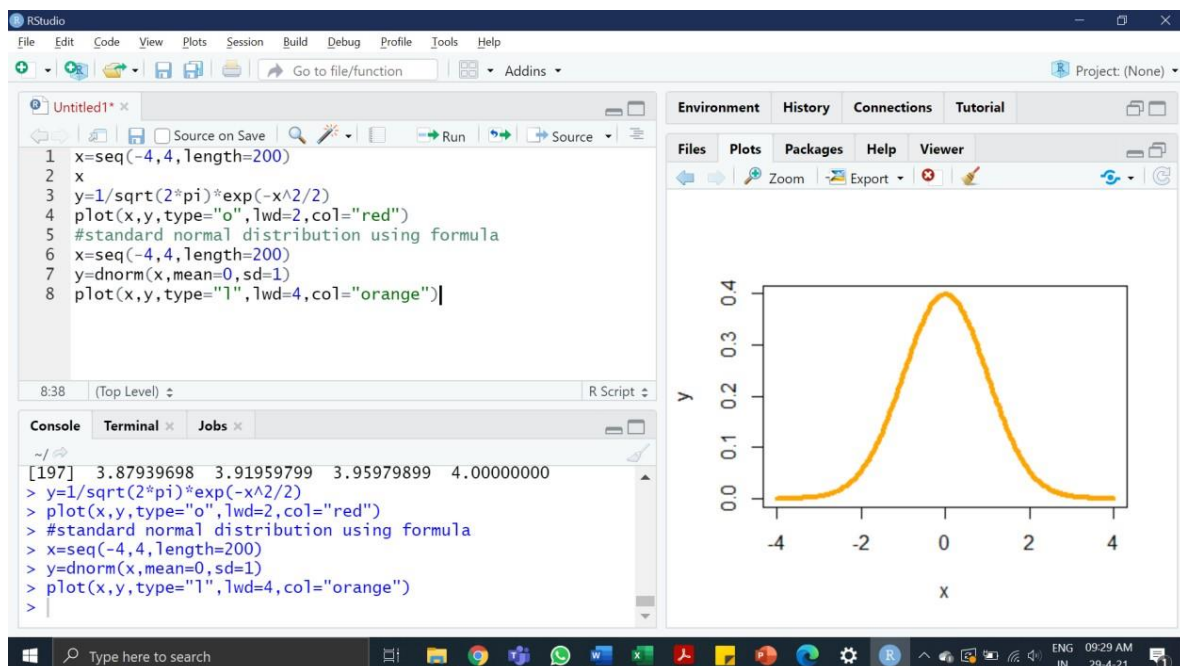 RStudio
File Edit Code View Plots Session Build Debug Profile Tools Help
Go to file/function Addins
Project: (None)
Untitled1*
Source on Save Run Source
1 x=seq(-4,4,length=200)
2 x
3 y=1/sqrt(2*pi)*exp(-x^2/2)
4 plot(x,y,type="o",lwd=2,col="red")
5 #standard normal distribution using formula
6 x=seq(-4,4,length=200)
7 y=dnorm(x,mean=0,sd=1)
8 plot(x,y,type="l",lwd=4,col="orange")
8:38 (Top Level) R Script
Console Terminal Jobs
~/
[197] 3.87939698 3.91959799 3.95979899 4.00000000
> y=1/sqrt(2*pi)*exp(-x^2/2)
> plot(x,y,type="o",lwd=2,col="red")
> #standard normal distribution using formula
> x=seq(-4,4,length=200)
> y=dnorm(x,mean=0,sd=1)
> plot(x,y,type="l",lwd=4,col="orange")
>
Environment History Connections Tutorial
Files Plots Packages Help Viewer
Zoom Export
0.4
0.3
0.2
0.1
0.0
y
-4 -2 0 2 4
x
Type here to search
ENG 09:29 AM
IN 29-4-21